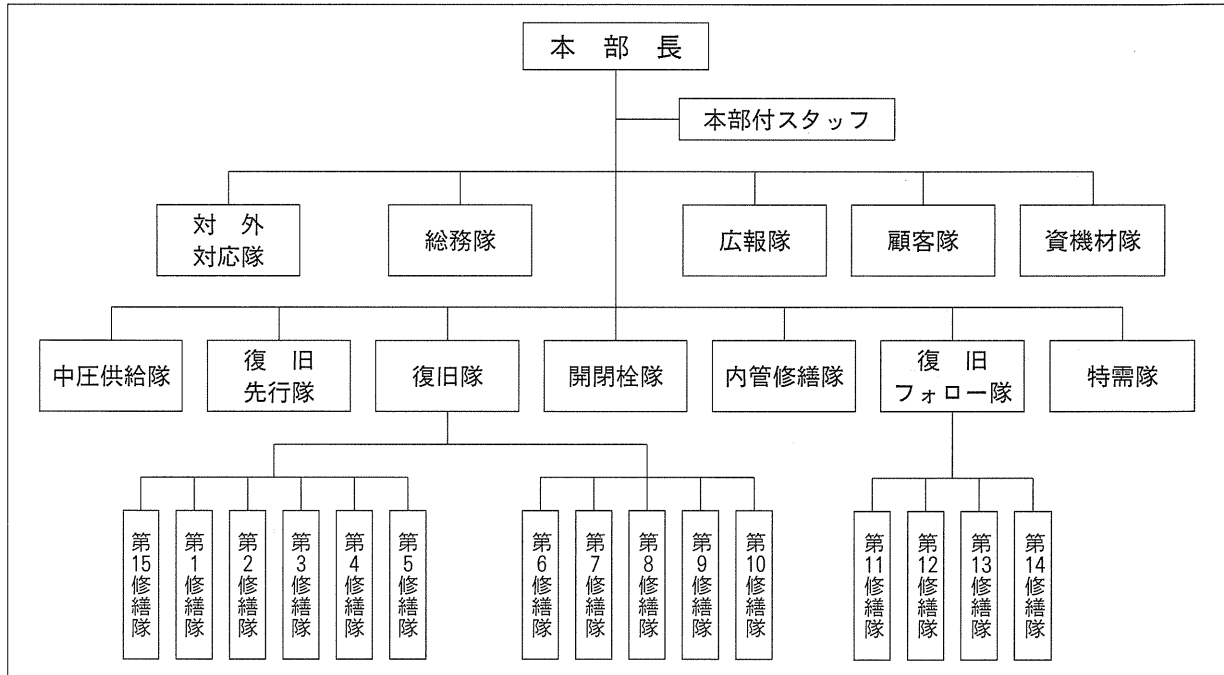 本部長
本部付スタッフ
対外
対応隊
総務隊
広報隊
顧客隊
資機材隊
中圧供給隊
復旧
先行隊
復旧隊
開閉栓隊
内管修繕隊
復旧
フォロー隊
特需隊
第15修繕隊
第1修繕隊
第2修繕隊
第3修繕隊
第4修繕隊
第5修繕隊
第6修繕隊
第7修繕隊
第8修繕隊
第9修繕隊
第10修繕隊
第11修繕隊
第12修繕隊
第13修繕隊
第14修繕隊